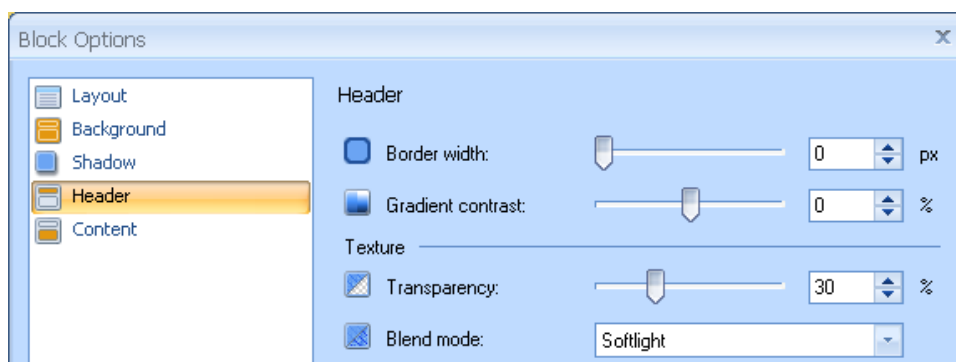 Block Options
Layout
Background
Shadow
Header
Content
Header
Border width: 0 px
Gradient contrast: 0 %
Texture
Transparency: 30 %
Blend mode: Softlight